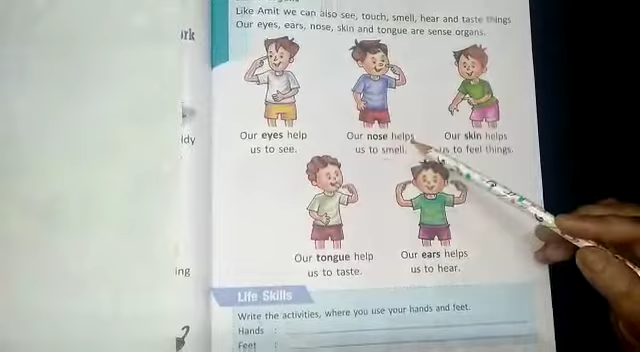 Like Amit we can also see, touch, smell, hear and taste things
Our eyes, ears, nose, skin and tongue are sense organs.
Our eyes help
us to see.
Our nose helps
us to smell.
Our skin helps
us to feel things.
Our tongue help
us to taste.
Our ears helps
us to hear.
Life Skills
Write the activities, where you use your hands and feet.
Hands :
Feet :
ing